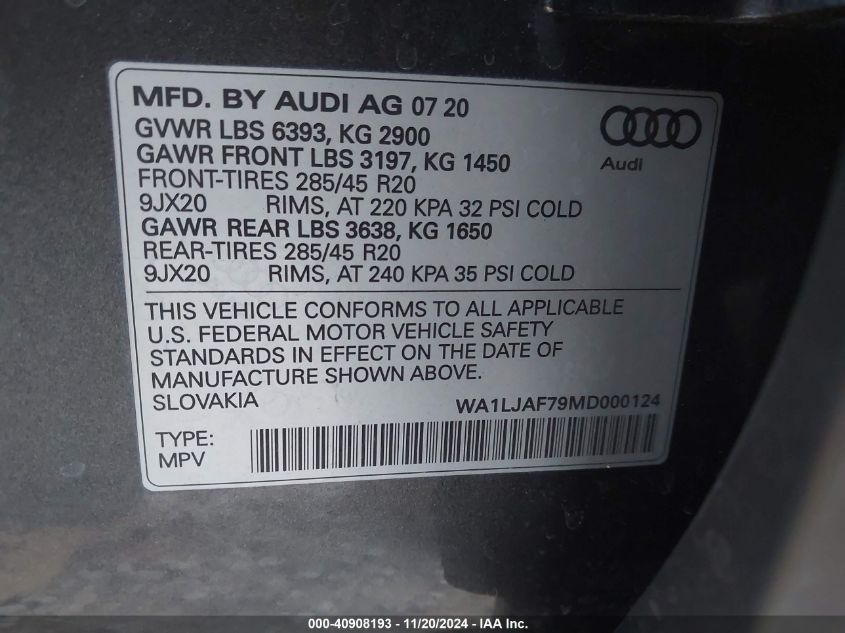 MFD. BY AUDI AG 07 20
GVWR LBS 6393, KG 2900
GAWR FRONT LBS 3197, KG 1450
FRONT-TIRES 285/45 R20
9JX20 RIMS, AT 220 KPA 32 PSI COLD
GAWR REAR LBS 3638, KG 1650
REAR-TIRES 285/45 R20
9JX20 RIMS, AT 240 KPA 35 PSI COLD
Audi
THIS VEHICLE CONFORMS TO ALL APPLICABLE
U.S. FEDERAL MOTOR VEHICLE SAFETY
STANDARDS IN EFFECT ON THE DATE OF
MANUFACTURE SHOWN ABOVE.
SLOVAKIA WA1LJAF79MD000124
TYPE:
MPV
000-40908193 - 11/20/2024 - IAA Inc.